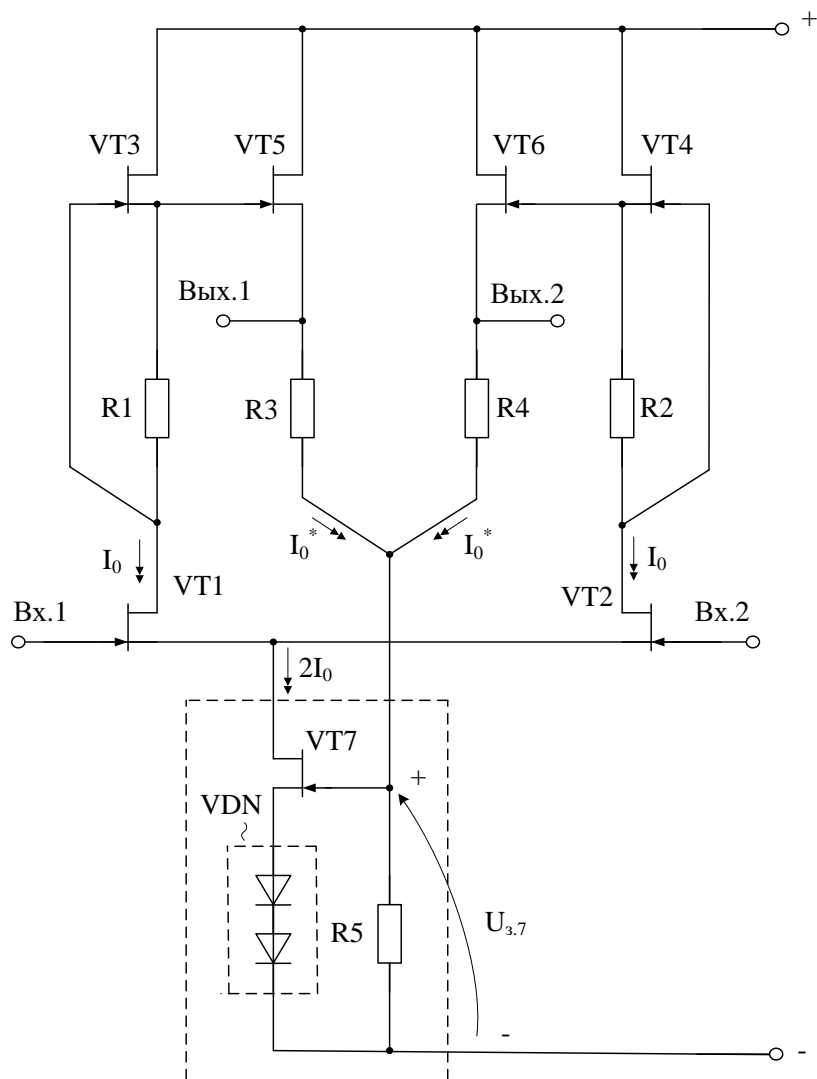 +
VT3
VT5
VT6
VT4
Вых.1
Вых.2
R1
R3
R4
R2
I₀*
I₀*
I₀
I₀
VT1
VT2
Вх.1
Вх.2
2I₀
VT7
+
VDN
R5
Uз.7
-
-